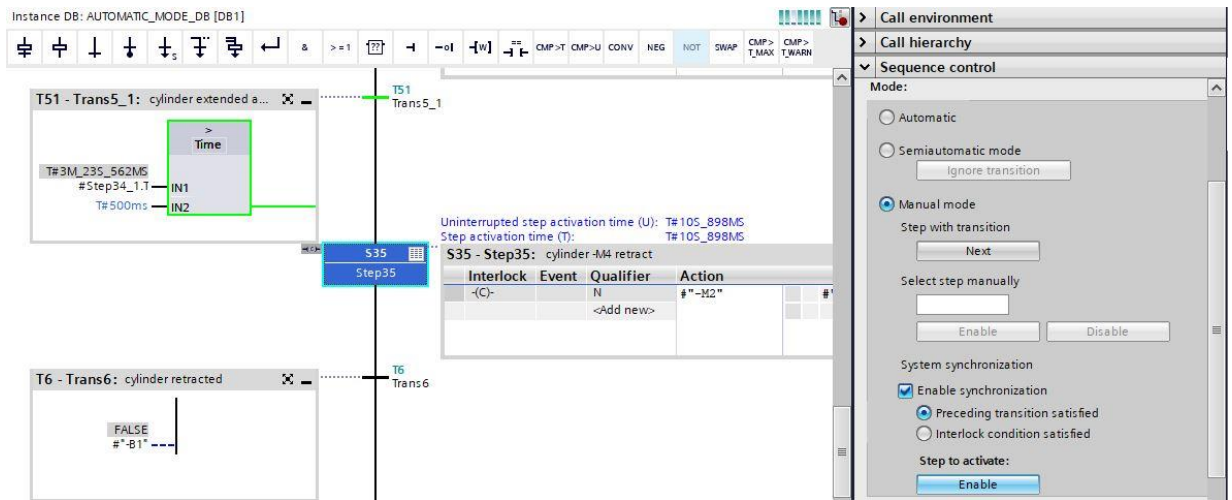 Instance DB: AUTOMATIC_MODE_DB [DB1]
& >=1 ?? -[W] == CMP>T CMP>U CONV NEG NOT SWAP CMP> T_MAX CMP> T_WARN
T51 - Trans5_1: cylinder extended a...
T51
Trans5_1
>
Time
T#3M_23S_562MS
#Step34_1.T IN1
T#500ms IN2
Uninterrupted step activation time (U): T#10S_898MS
Step activation time (T): T#10S_898MS
S35
Step35
S35 - Step35: cylinder -M4 retract
Interlock Event Qualifier Action
-(C)- N #"-M2" #"
<Add new>
T6 - Trans6: cylinder retracted
T6
Trans6
FALSE
#"-B1"
Call environment
Call hierarchy
Sequence control
Mode:
Automatic
Semiautomatic mode
Ignore transition
Manual mode
Step with transition
Next
Select step manually
Enable Disable
System synchronization
Enable synchronization
Preceding transition satisfied
Interlock condition satisfied
Step to activate:
Enable